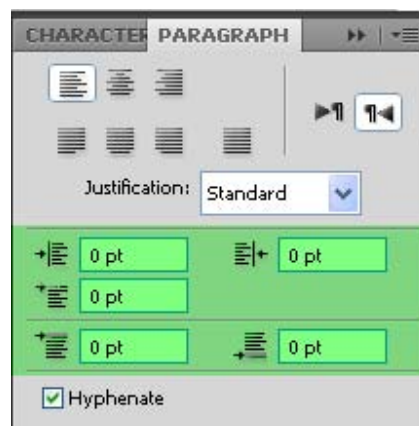 CHARACTER PARAGRAPH
Justification: Standard
0 pt 0 pt
0 pt
0 pt 0 pt
Hyphenate